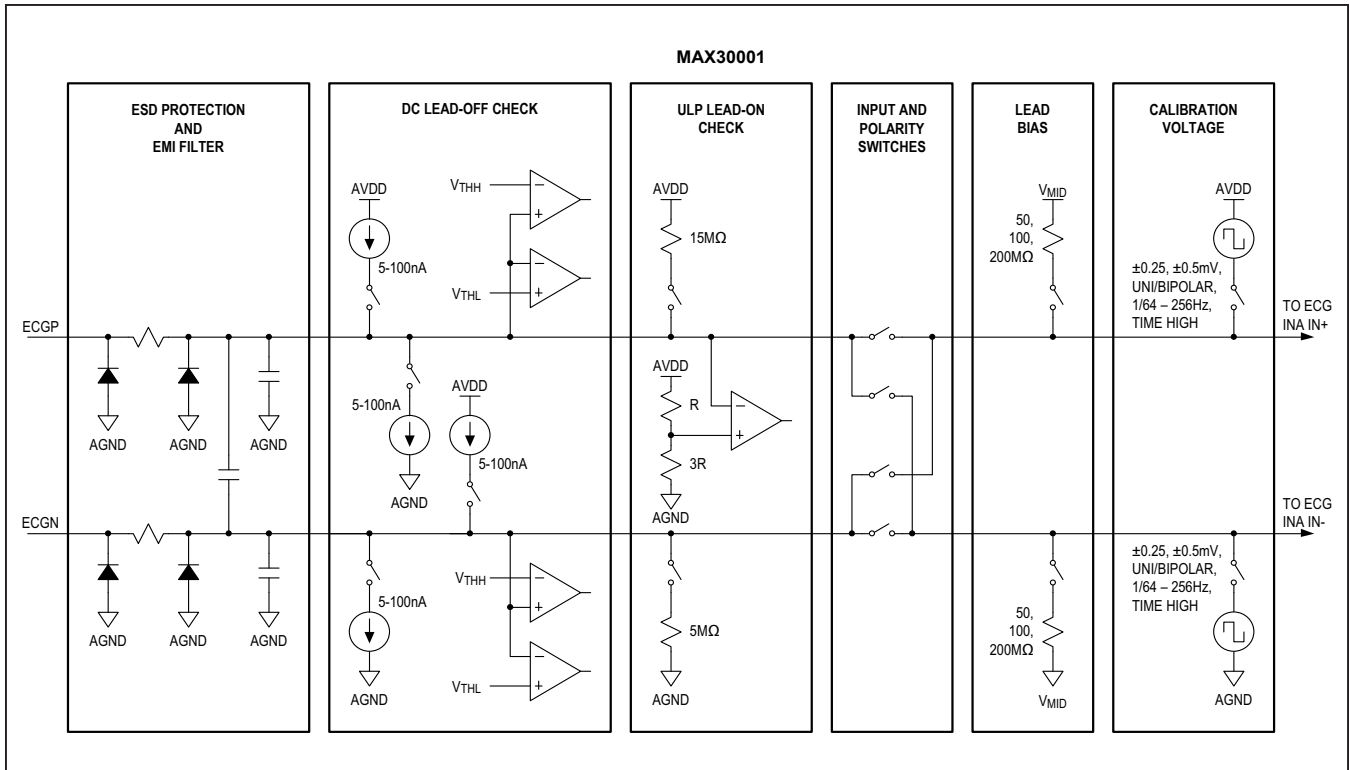 MAX30001
ESD PROTECTION
AND
EMI FILTER
DC LEAD-OFF CHECK
ULP LEAD-ON
CHECK
INPUT AND
POLARITY
SWITCHES
LEAD
BIAS
CALIBRATION
VOLTAGE
AVDD
5-100nA
VTHH
−
+
−
VTHL
+
AVDD
15MΩ
VMID
50,
100,
200MΩ
AVDD
±0.25, ±0.5mV,
UNI/BIPOLAR,
1/64 – 256Hz,
TIME HIGH
ECGP
TO ECG
INA IN+
AGND
AGND
AGND
5-100nA
AGND
AVDD
5-100nA
AVDD
R
3R
AGND
−
+
ECGN
TO ECG
INA IN-
AGND
AGND
AGND
5-100nA
AGND
VTHH
−
+
−
VTHL
+
5MΩ
AGND
50,
100,
200MΩ
VMID
±0.25, ±0.5mV,
UNI/BIPOLAR,
1/64 – 256Hz,
TIME HIGH
AGND